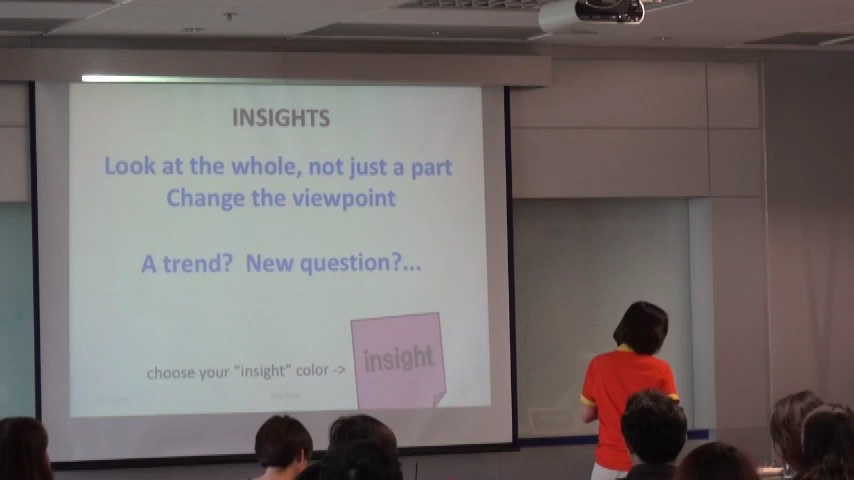 INSIGHTS
Look at the whole, not just a part
Change the viewpoint
A trend? New question?...
choose your "insight" color ->
insight